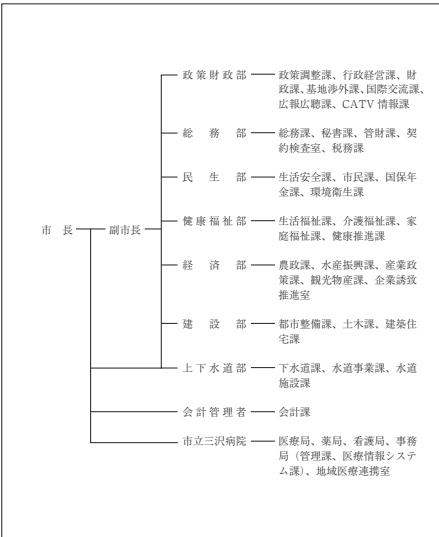 政策財政部 政策調整課、行政経営課、財
政課、基地渉外課、国際交流課、
広報広聴課、CATV 情報課
総務部 総務課、秘書課、管財課、契
約検査室、税務課
民生部 生活安全課、市民課、国保年
金課、環境衛生課
健康福祉部 生活福祉課、介護福祉課、家
庭福祉課、健康推進課
市長 副市長
経済部 農政課、水産振興課、産業政
策課、観光物産課、企業誘致
推進室
建設部 都市整備課、土木課、建築住
宅課
上下水道部 下水道課、水道事業課、水道
施設課
会計管理者 会計課
市立三沢病院 医療局、薬局、看護局、事務
局（管理課、医療情報システ
ム課）、地域医療連携室